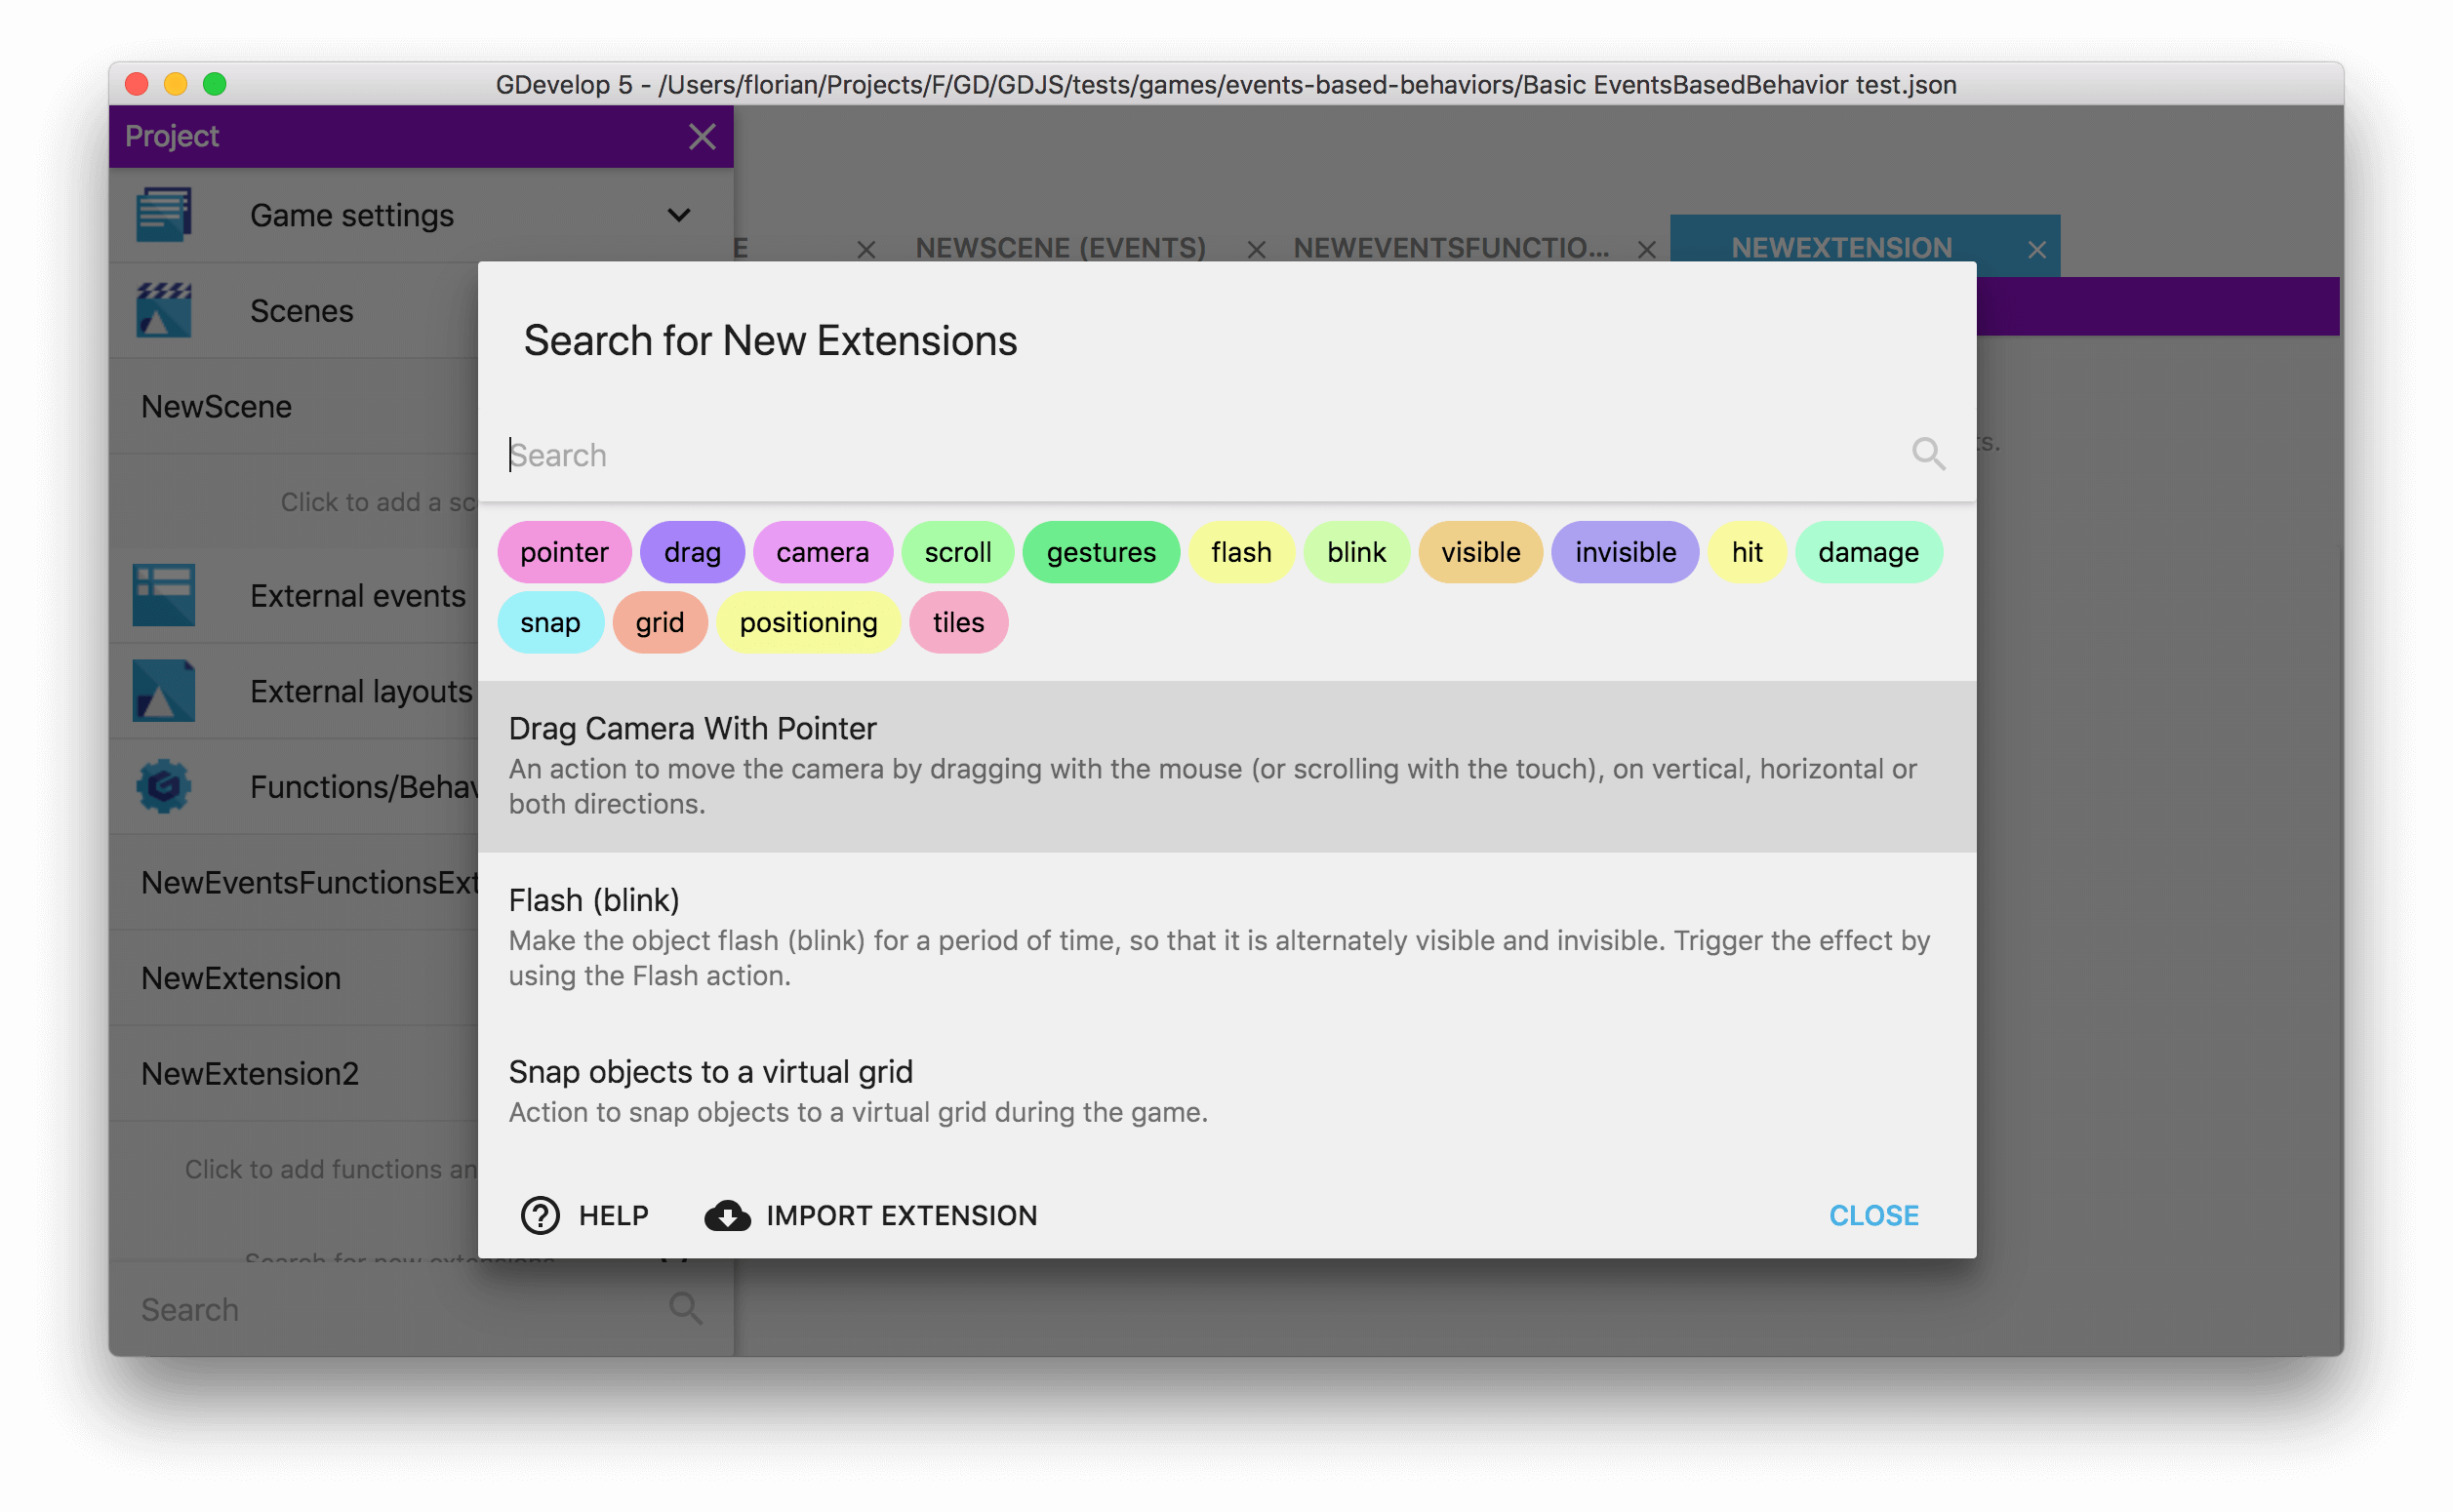 GDevelop 5 - /Users/florian/Projects/F/GD/GDJS/tests/games/events-based-behaviors/Basic EventsBasedBehavior test.json
Project
Game settings
Scenes
NewScene
Click to add a sc
External events
External layouts
Functions/Behav
NewEventsFunctionsExt
NewExtension
NewExtension2
Click to add functions an
Search for new extensions
Search
E
NEWSCENE (EVENTS)
NEWEVENTSFUNCTIO...
NEWEXTENSION
ts.
Search for New Extensions
Search
pointer drag camera scroll gestures flash blink visible invisible hit damage
snap grid positioning tiles
Drag Camera With Pointer
An action to move the camera by dragging with the mouse (or scrolling with the touch), on vertical, horizontal or
both directions.
Flash (blink)
Make the object flash (blink) for a period of time, so that it is alternately visible and invisible. Trigger the effect by
using the Flash action.
Snap objects to a virtual grid
Action to snap objects to a virtual grid during the game.
HELP
IMPORT EXTENSION
CLOSE